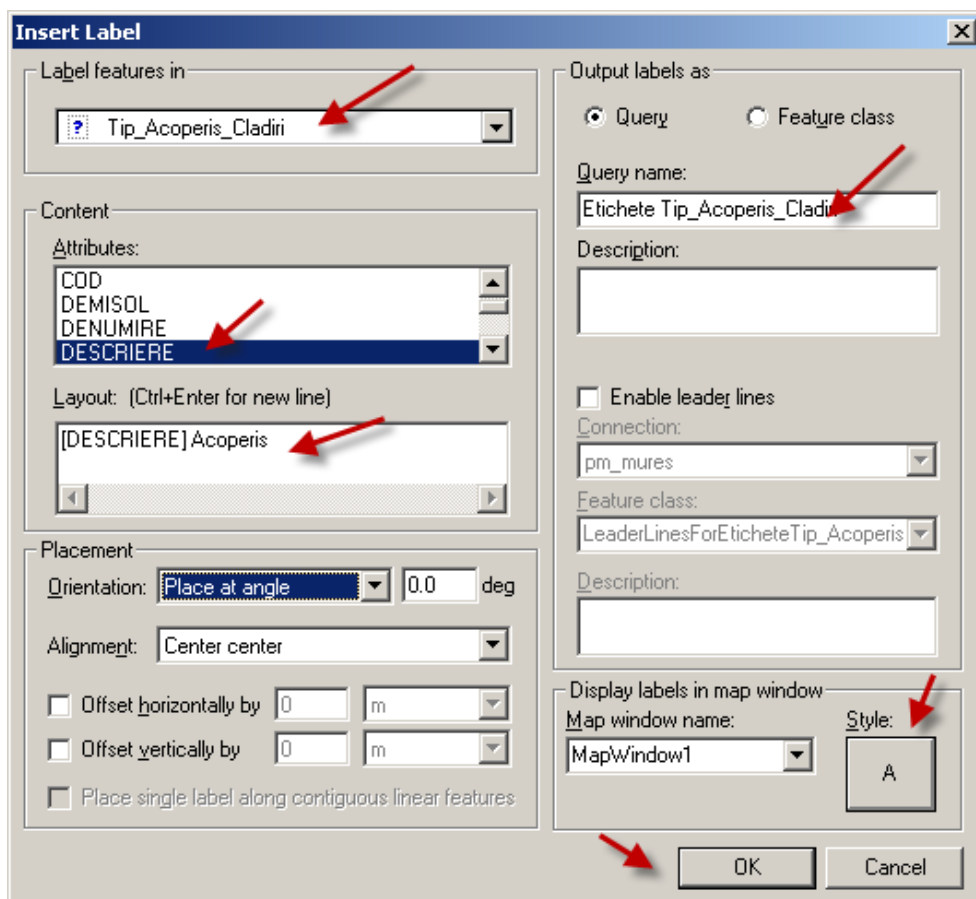 Insert Label
Label features in
? Tip_Acoperis_Cladiri
Content
Attributes:
COD
DEMISOL
DENUMIRE
DESCRIERE
Layout: (Ctrl+Enter for new line)
[DESCRIERE] Acoperis
Placement
Orientation: Place at angle 0.0 deg
Alignment: Center center
Offset horizontally by 0 m
Offset vertically by 0 m
Place single label along contiguous linear features
Output labels as
Query Feature class
Query name:
Etichete Tip_Acoperis_Cladiri
Description:
Enable leader lines
Connection:
pm_mures
Feature class:
LeaderLinesForEticheteTip_Acoperis
Description:
Display labels in map window
Map window name: Style:
MapWindow1 A
OK Cancel